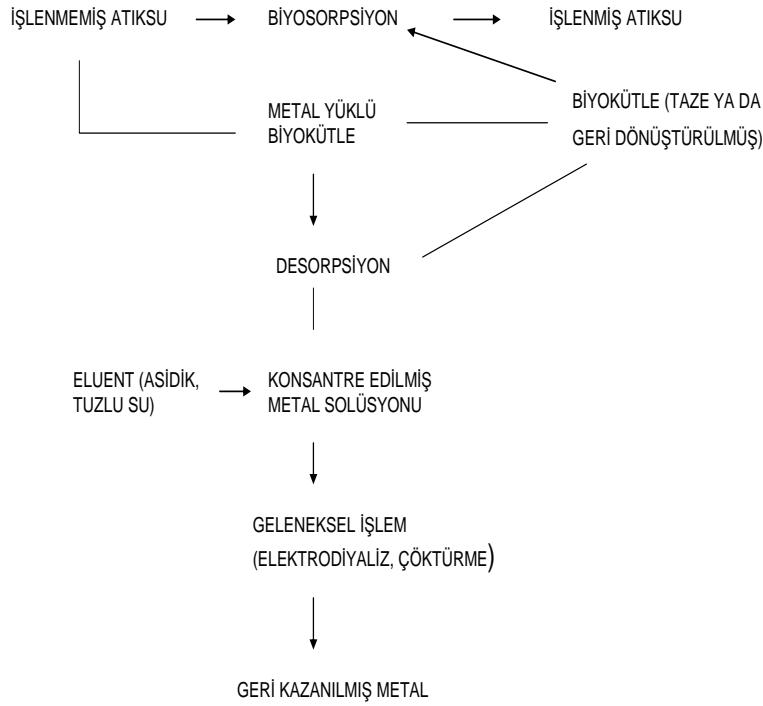 İŞLENMEMİŞ ATIKSU
BİYOSORPSİYON
İŞLENMİŞ ATIKSU
BİYOKÜTLE (TAZE YA DA
GERİ DÖNÜŞTÜRÜLMÜŞ)
METAL YÜKLÜ
BİYOKÜTLE
DESORPSİYON
ELUENT (ASİDİK,
TUZLU SU)
KONSANTRE EDİLMİŞ
METAL SOLÜSYONU
GELENEKSEL İŞLEM
(ELEKTRODİYALİZ, ÇÖKTÜRME)
GERİ KAZANILMIŞ METAL